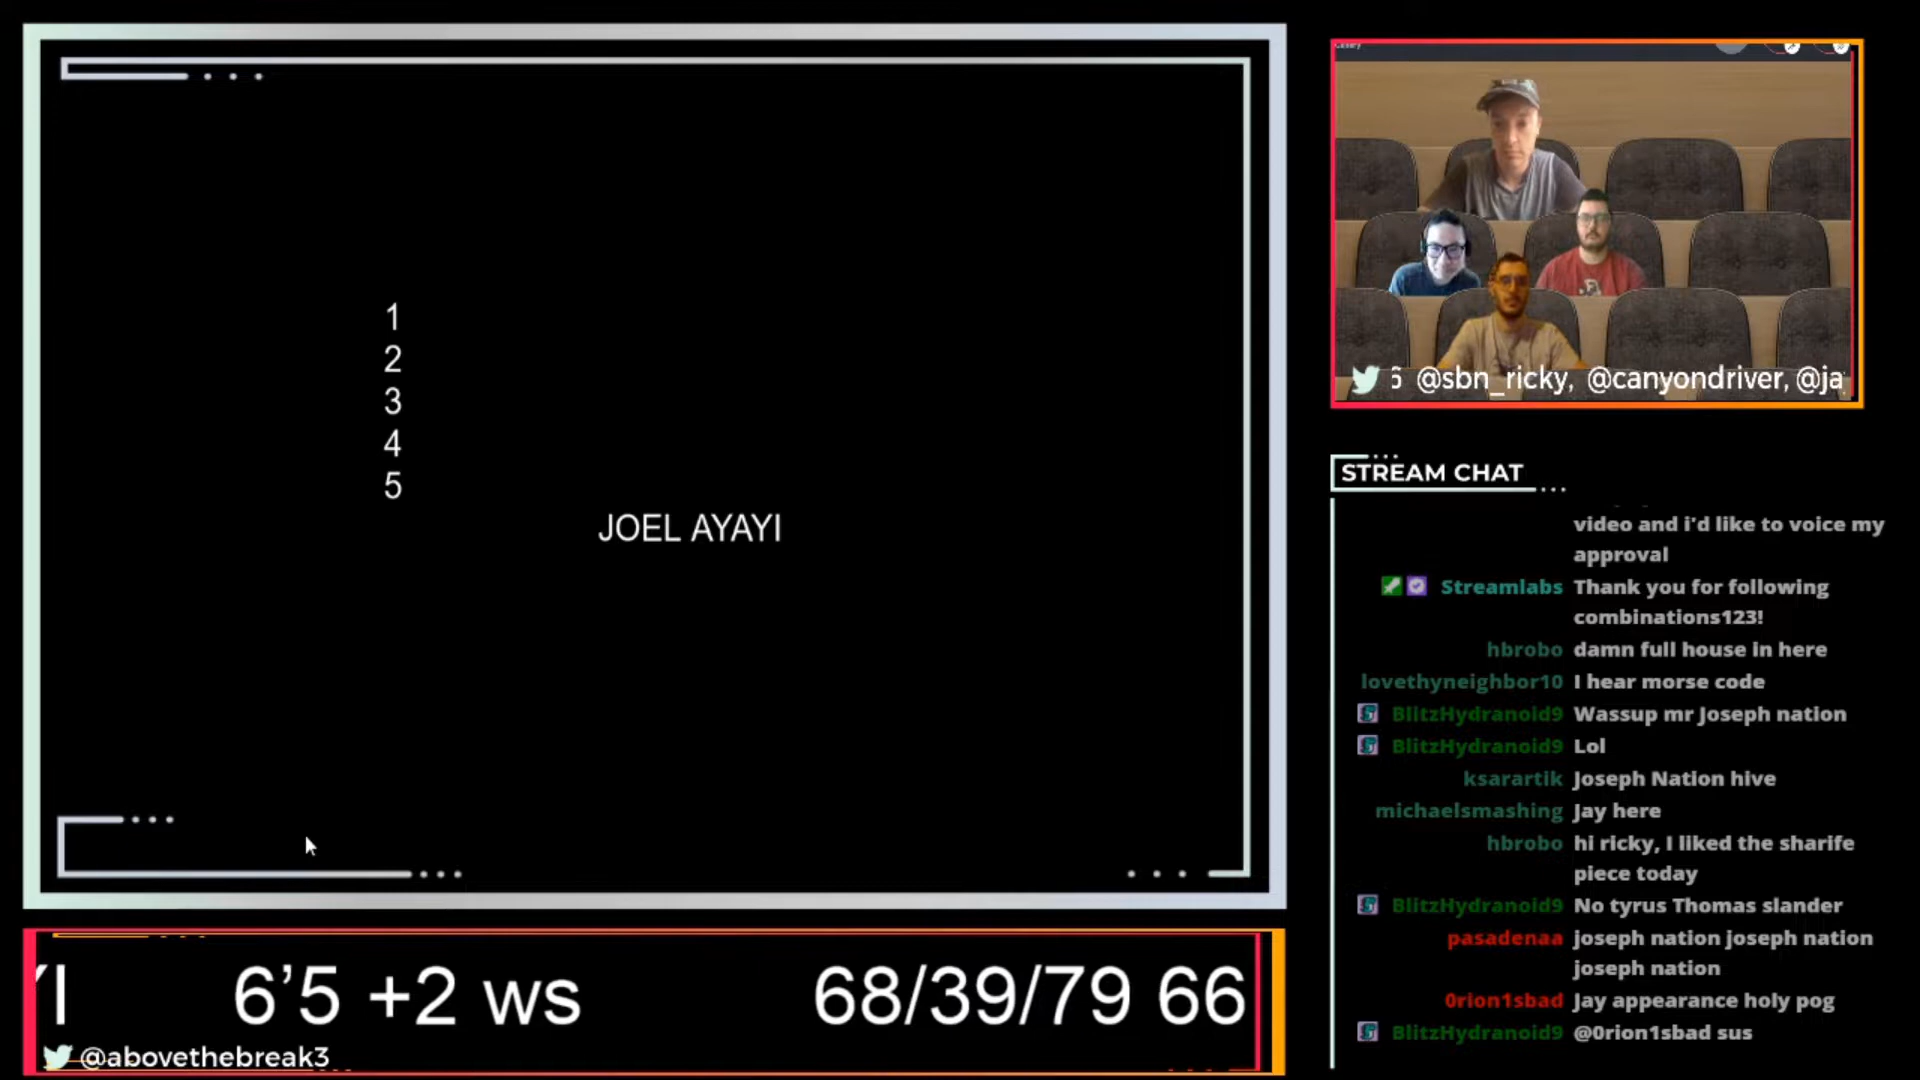 1
2
3
4
5
JOEL AYAYI
6’5 +2 ws 68/39/79 66
@abovethebreak3
@sbn_ricky, @canyondriver, @ja
STREAM CHAT
video and i'd like to voice my
approval
Streamlabs Thank you for following
combinations123!
hbrobo damn full house in here
lovethyneighbor10 I hear morse code
BlitzHydranoid9 Wassup mr Joseph nation
BlitzHydranoid9 Lol
ksarartik Joseph Nation hive
michaelsmashing Jay here
hbrobo hi ricky, I liked the sharife
piece today
BlitzHydranoid9 No tyrus Thomas slander
pasadenaa joseph nation joseph nation
joseph nation
0rion1sbad Jay appearance holy pog
BlitzHydranoid9 @0rion1sbad sus